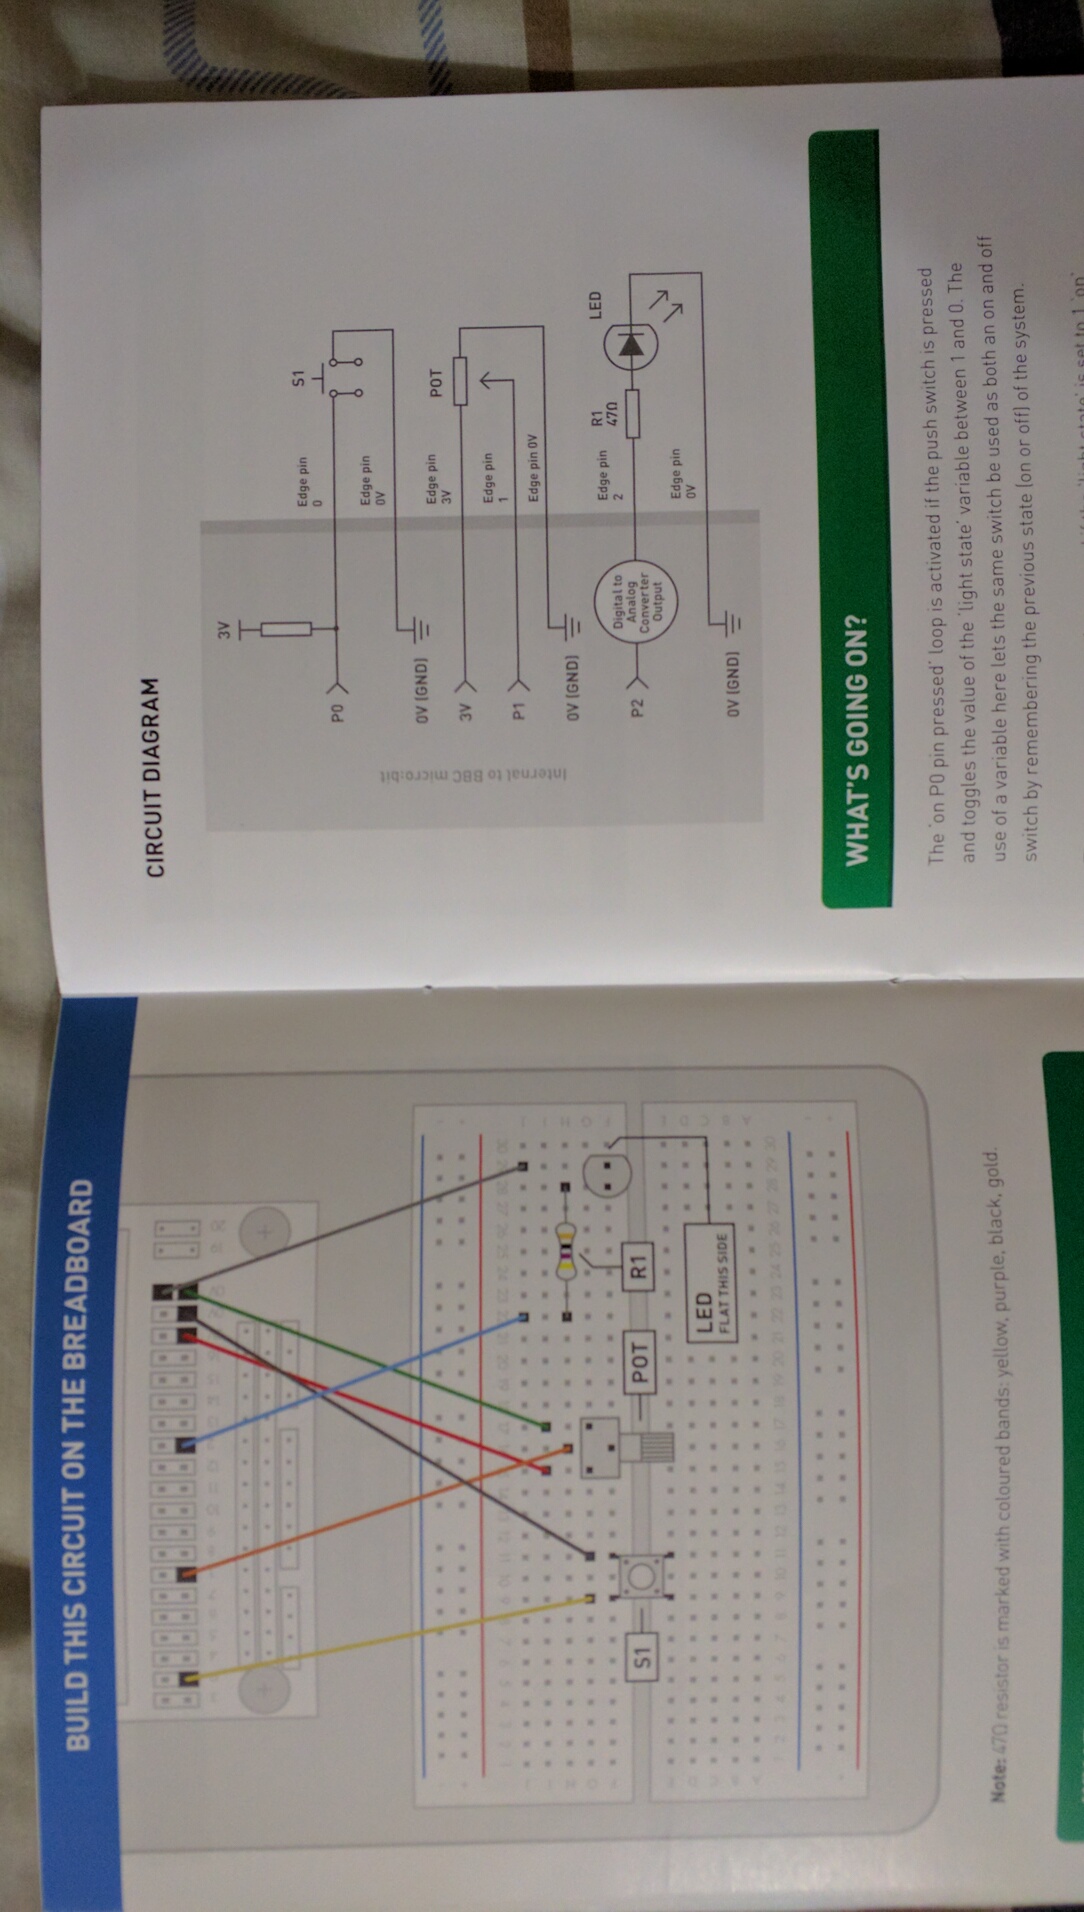 BUILD THIS CIRCUIT ON THE BREADBOARD
S1
POT
R1
LED
FLAT THIS SIDE
Note: 47Ω resistor is marked with coloured bands: yellow, purple, black, gold.
CIRCUIT DIAGRAM
3V
P0
Edge pin
0
S1
Edge pin
0V
0V (GND)
3V
Edge pin
3V
POT
P1
Edge pin
1
Edge pin 0V
0V (GND)
P2
Digital to
Analog
Converter
Output
Edge pin
2
R1
47Ω
LED
Edge pin
0V
0V (GND)
Internal to BBC micro:bit
WHAT'S GOING ON?
The 'on P0 pin pressed' loop is activated if the push switch is pressed
and toggles the value of the 'light state' variable between 1 and 0. The
use of a variable here lets the same switch be used as both an on and off
switch by remembering the previous state (on or off) of the system.
'light state' is set to 1 'on'